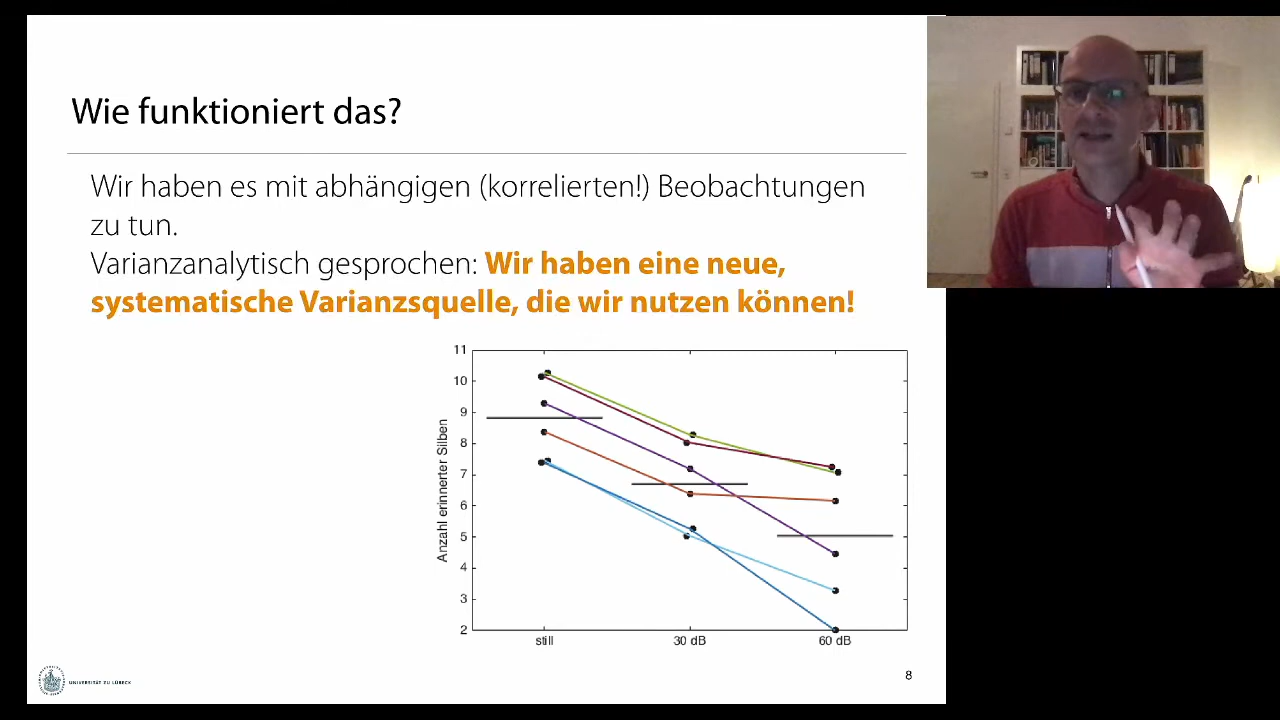 Wie funktioniert das?
Wir haben es mit abhängigen (korrelierten!) Beobachtungen
zu tun.
Varianzanalytisch gesprochen: Wir haben eine neue,
systematische Varianzsquelle, die wir nutzen können!
Anzahl erinnerter Silben
11
10
9
8
7
6
5
4
3
2
still
30 dB
60 dB
UNIVERSITÄT ZU LÜBECK
8